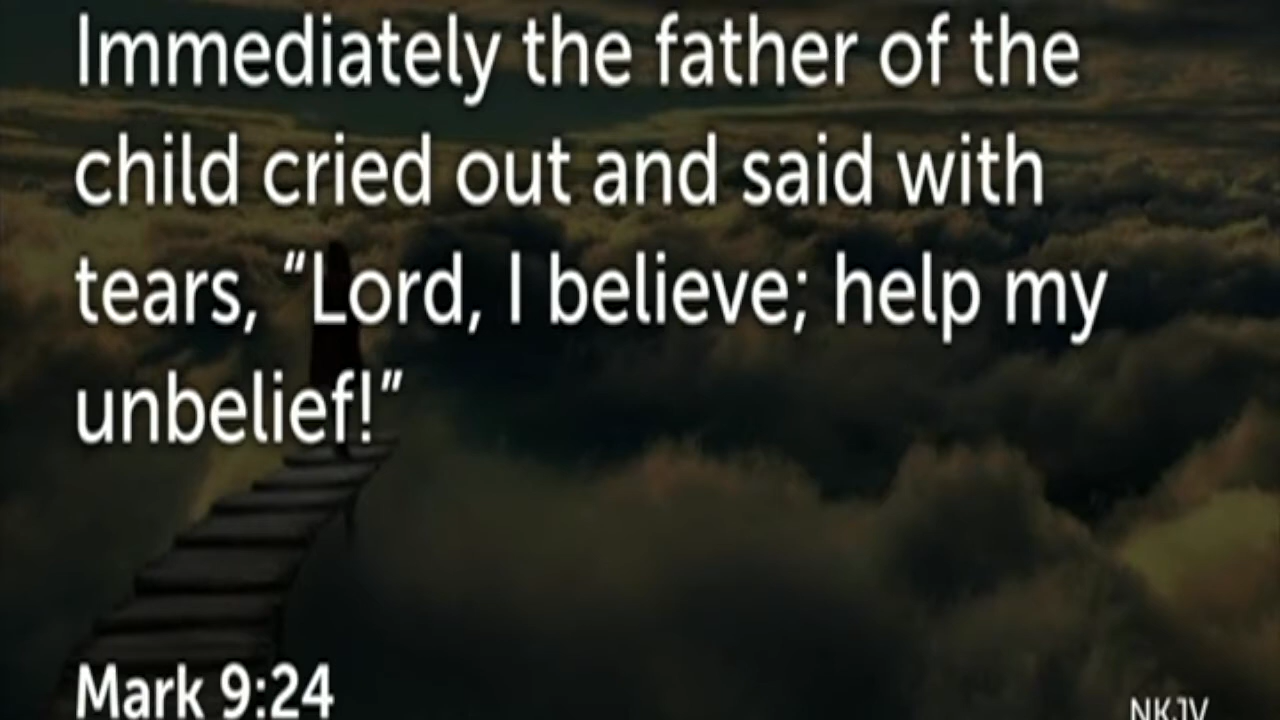 Immediately the father of the
child cried out and said with
tears, “Lord, I believe; help my
unbelief!”
Mark 9:24
NKJV